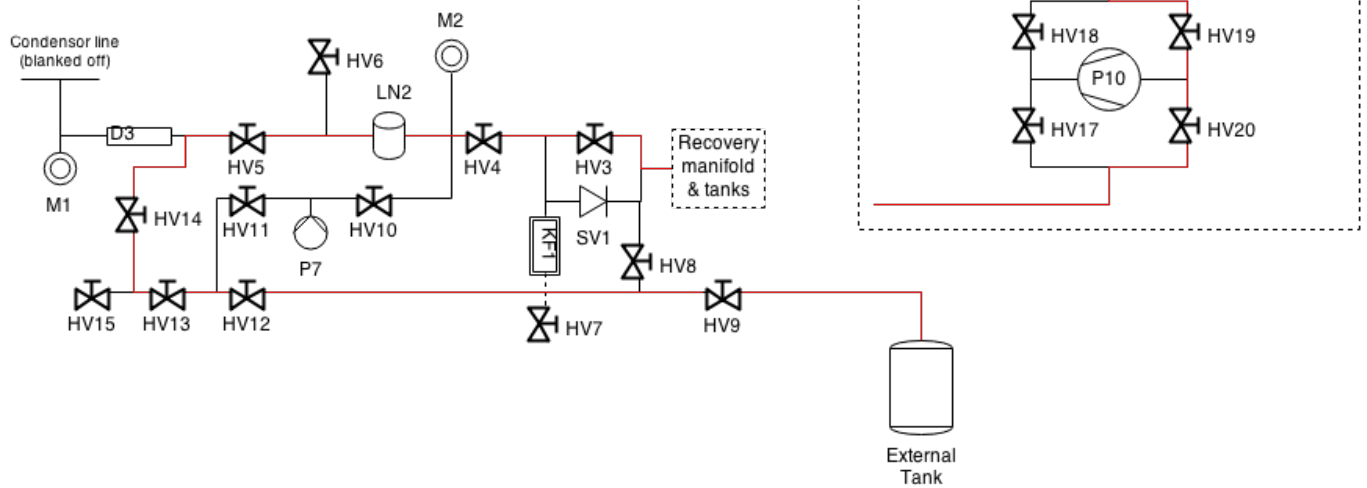 M2
Condensor line
(blanked off)
HV6
HV18
HV19
P10
LN2
D3
HV17
HV20
HV5
HV4
HV3
Recovery
manifold
& tanks
M1
HV14
HV11
HV10
SV1
KF1
P7
HV8
HV15
HV13
HV12
HV7
HV9
External
Tank